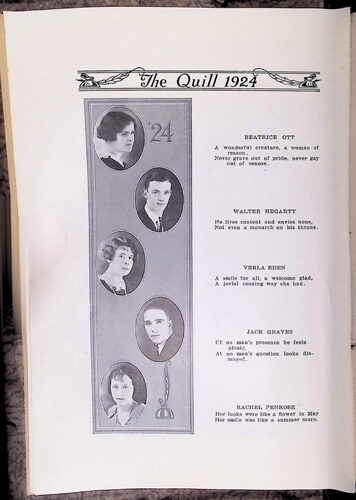 The Quill 1924
'24
BEATRICE OTT
A wonderful creature, a woman of
reason.
Never grave out of pride, never gay
out of season.
WALTER HEGARTY
He lives content and envies none,
Not even a monarch on his throne.
VERLA EDEN
A smile for all, a welcome glad,
A jovial coaxing way she had.
JACK GRAVES
Of no man's presence he feels
afraid,
At no man's question looks dis-
mayed.
RACHEL PENROSE
Her looks were like a flower in May
Her smile was like a summer morn.